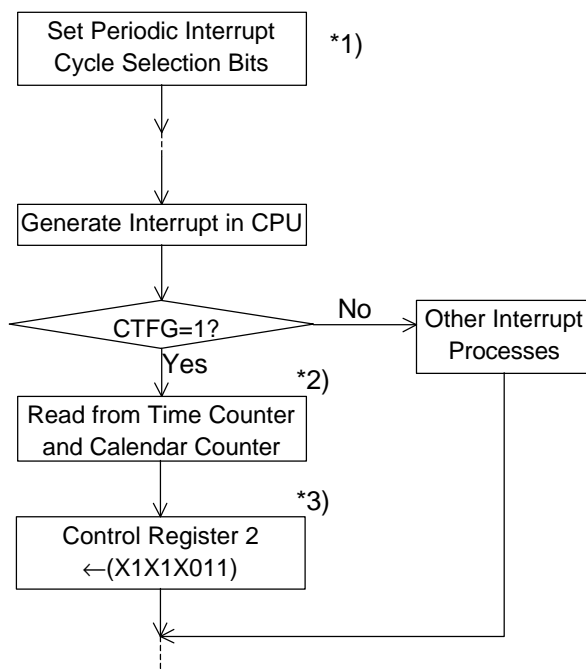 Set Periodic Interrupt
Cycle Selection Bits
*1)
Generate Interrupt in CPU
CTFG=1?
No
Other Interrupt
Processes
Yes
*2)
Read from Time Counter
and Calendar Counter
*3)
Control Register 2
←(X1X1X011)